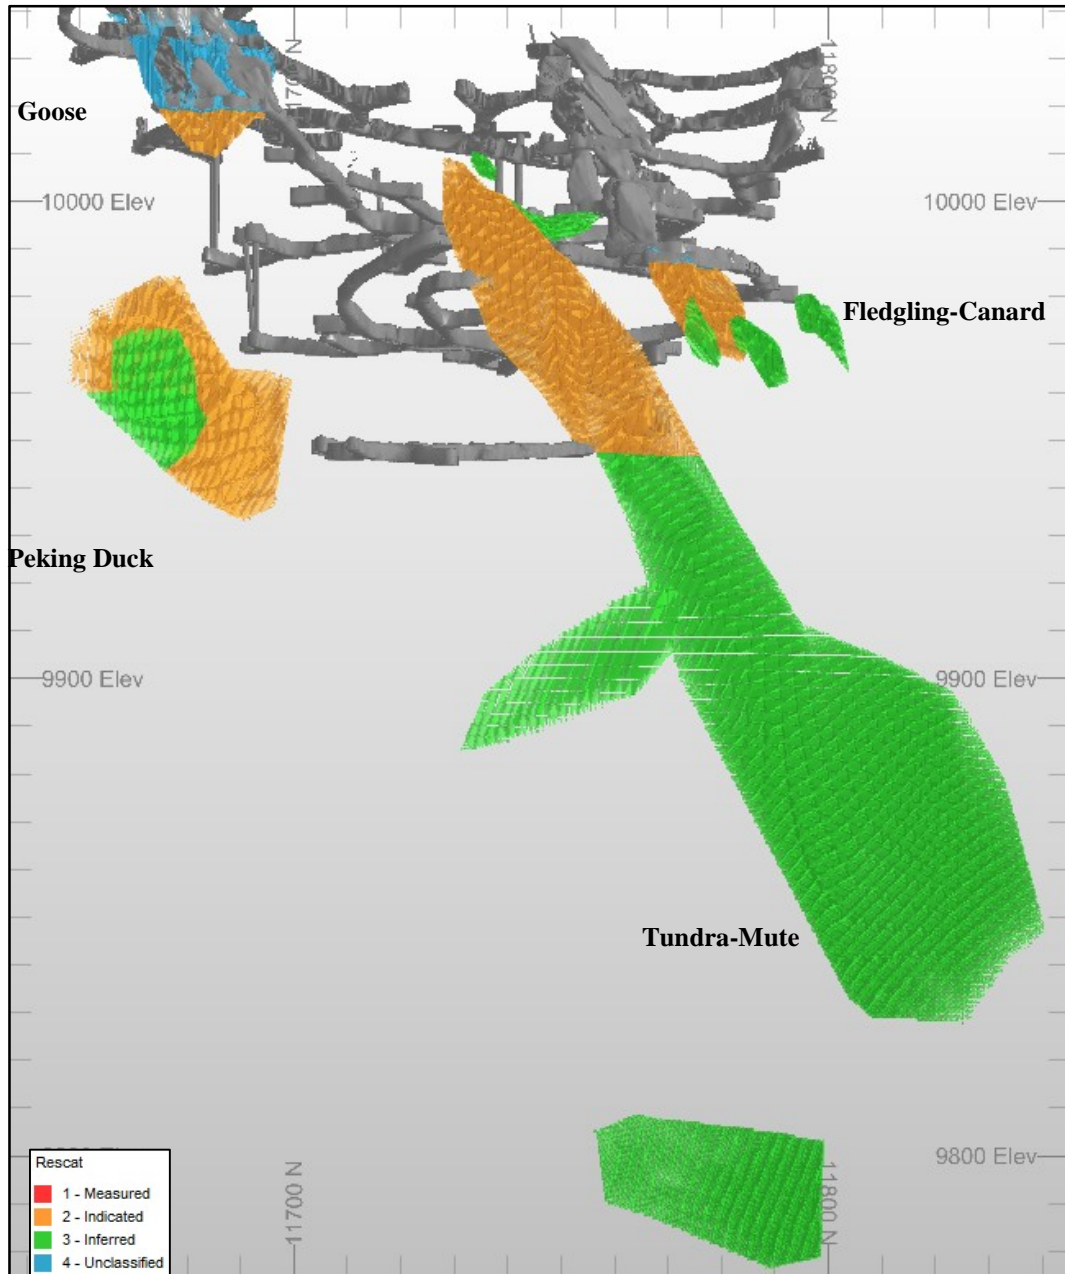 11700 N
11800 N
Goose
10000 Elev
10000 Elev
Fledgling-Canard
Peking Duck
9900 Elev
9900 Elev
Tundra-Mute
9800 Elev
11700 N
11800 N
Rescat
1 - Measured
2 - Indicated
3 - Inferred
4 - Unclassified